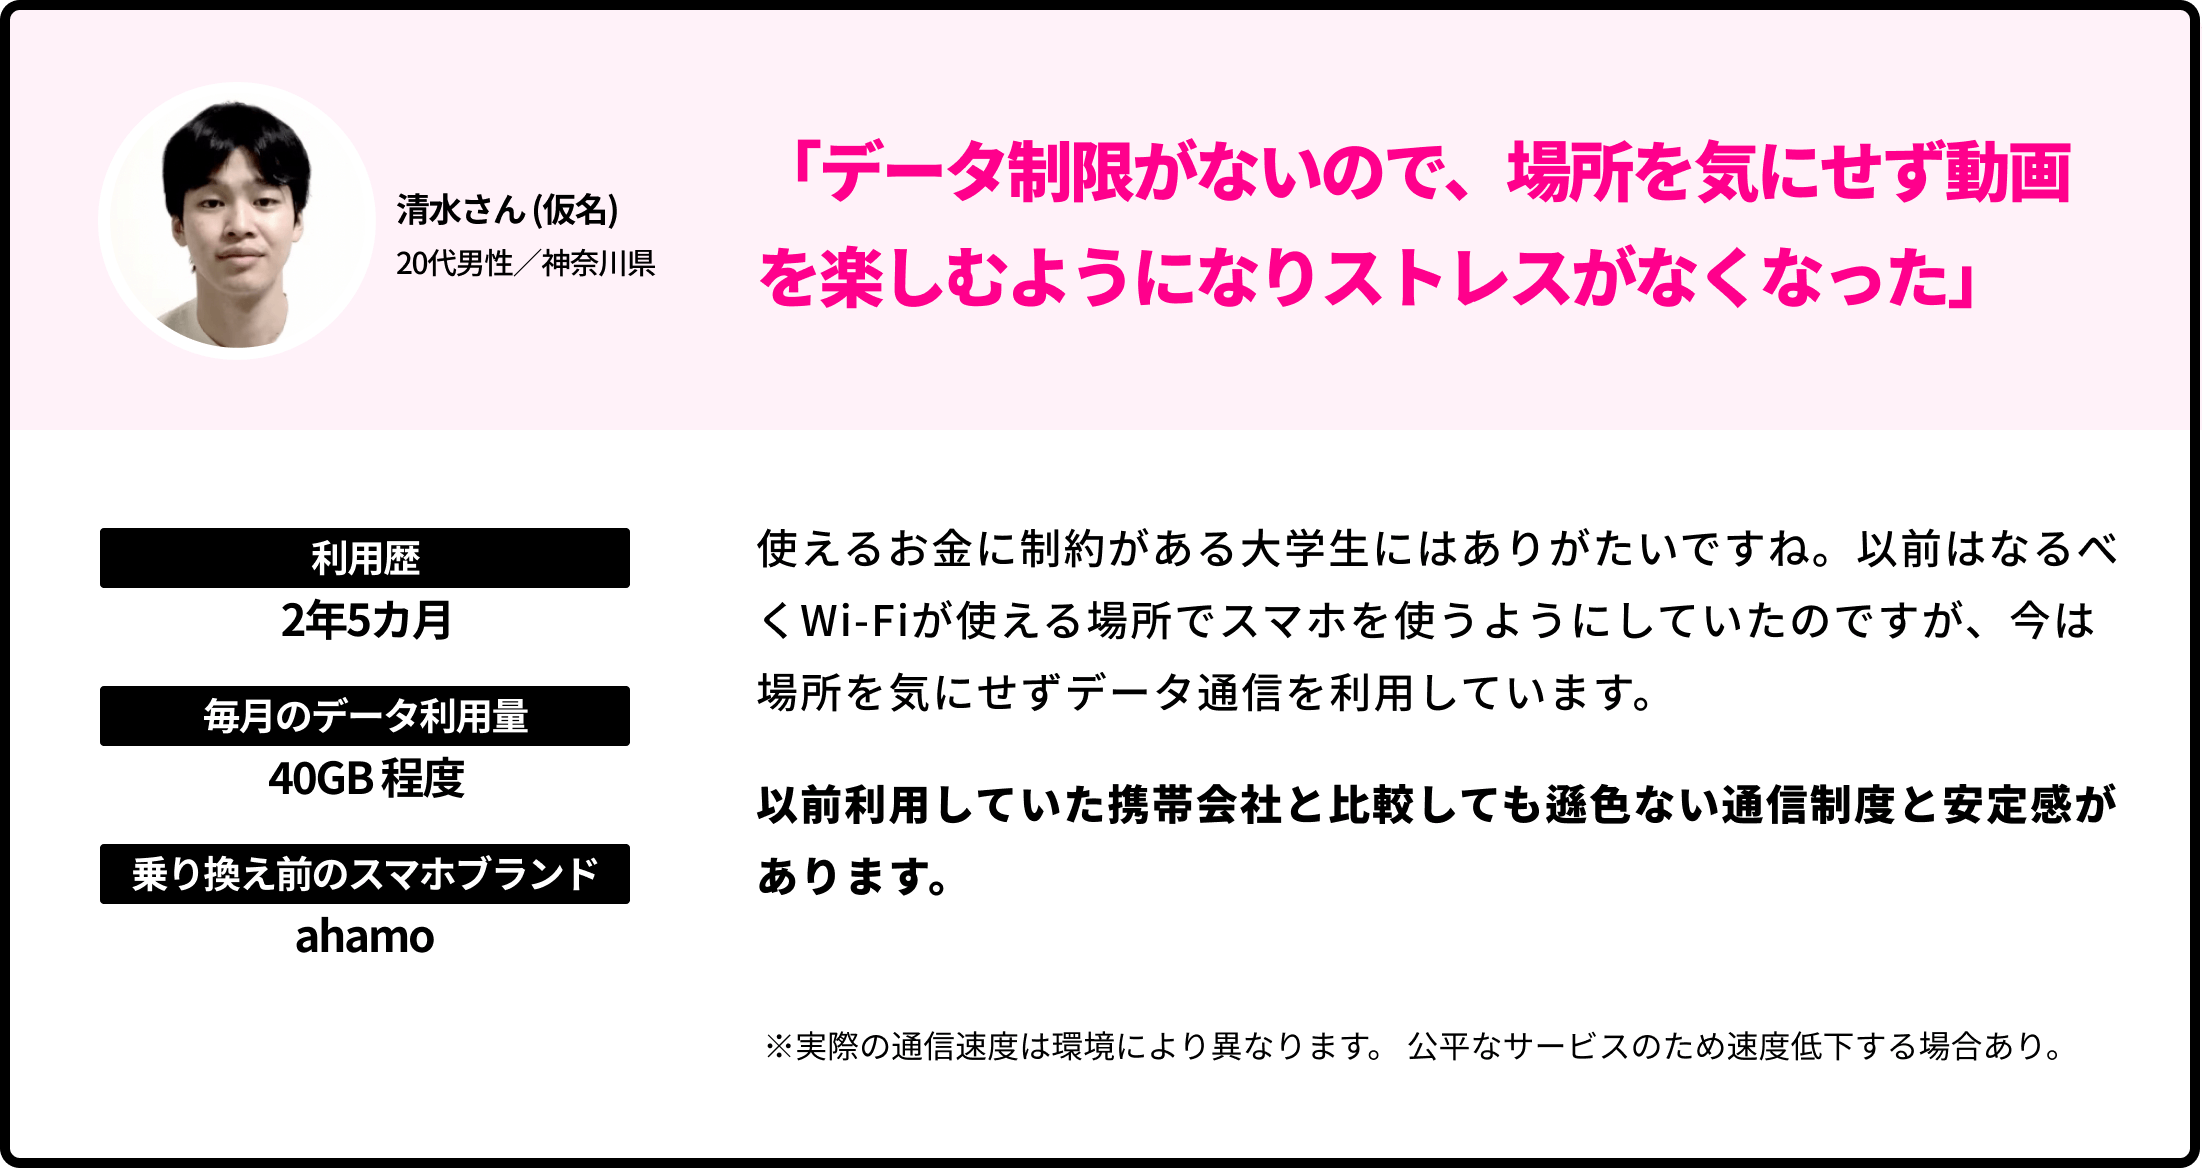 清水さん(仮名)
20代男性／神奈川県
「データ制限がないので、場所を気にせず動画
を楽しむようになりストレスがなくなった」
利用歴
2年5カ月
毎月のデータ利用量
40GB程度
乗り換え前のスマホブランド
ahamo
使えるお金に制約がある大学生にはありがたいですね。以前はなるべ
くWi-Fiが使える場所でスマホを使うようにしていたのですが、今は
場所を気にせずデータ通信を利用しています。
以前利用していた携帯会社と比較しても遜色ない通信制度と安定感が
あります。
※実際の通信速度は環境により異なります。 公平なサービスのため速度低下する場合あり。